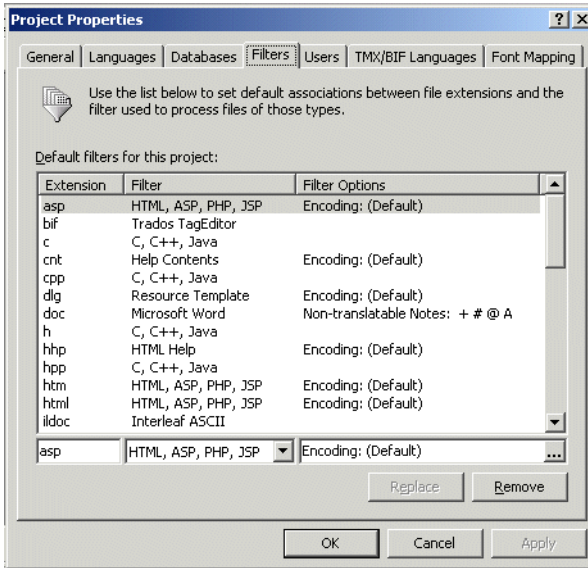 Project Properties
General Languages Databases Filters Users TMX/BIF Languages Font Mapping
Use the list below to set default associations between file extensions and the
filter used to process files of those types.
Default filters for this project:
Extension Filter Filter Options
asp HTML, ASP, PHP, JSP Encoding: (Default)
bif Trados TagEditor
c C, C++, Java
cnt Help Contents Encoding: (Default)
cpp C, C++, Java
dlg Resource Template Encoding: (Default)
doc Microsoft Word Non-translatable Notes: + # @ A
h C, C++, Java
hhp HTML Help Encoding: (Default)
hpp C, C++, Java
htm HTML, ASP, PHP, JSP Encoding: (Default)
html HTML, ASP, PHP, JSP Encoding: (Default)
ildoc Interleaf ASCII
asp HTML, ASP, PHP, JSP Encoding: (Default) ...
Replace Remove
OK Cancel Apply